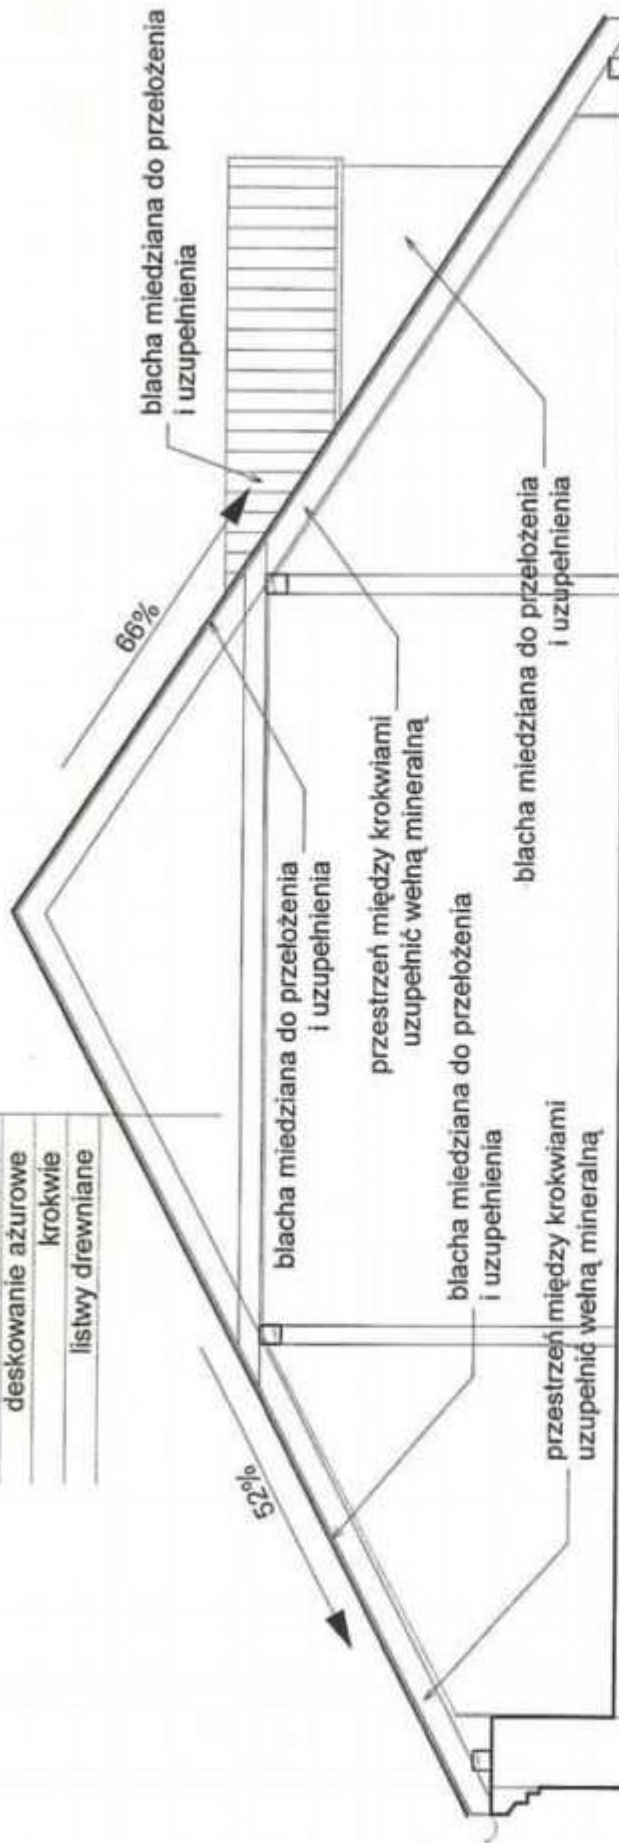 deskowanie ażurowe
krokwie
listwy drewniane
66%
blacha miedziana do przełożenia
i uzupełnienia
52%
blacha miedziana do przełożenia
i uzupełnienia
przestrzeń między krokwiami
uzupełnić wełną mineralną
blacha miedziana do przełożenia
i uzupełnienia
blacha miedziana do przełożenia
i uzupełnienia
przestrzeń między krokwiami
uzupełnić wełną mineralną